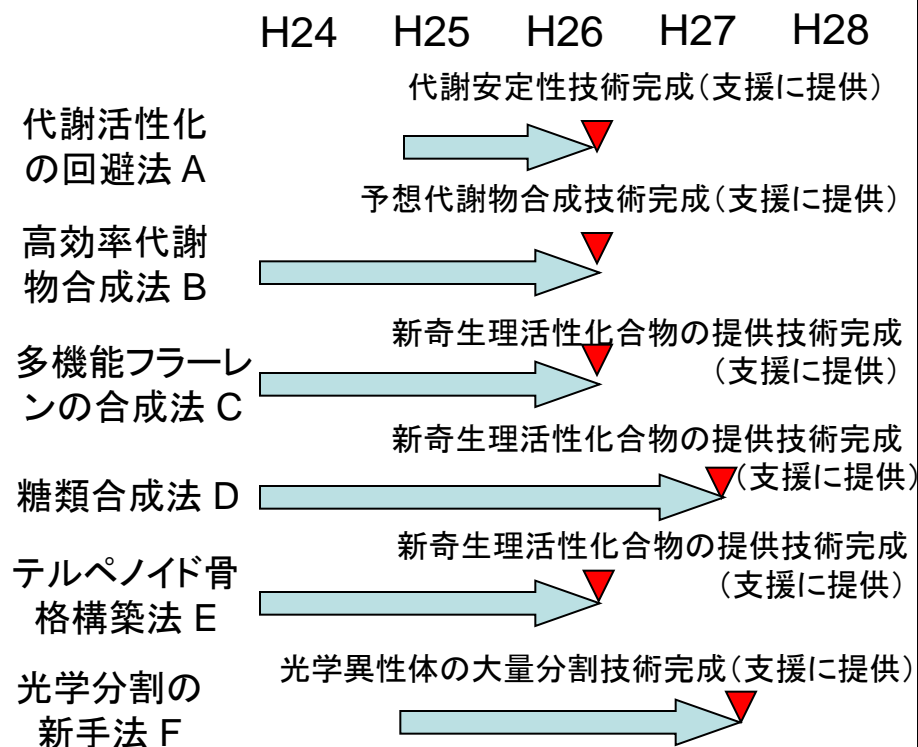 H24 H25 H26 H27 H28
代謝安定性技術完成(支援に提供)
代謝活性化
の回避法 A
予想代謝物合成技術完成(支援に提供)
高効率代謝
物合成法 B
新奇生理活性化合物の提供技術完成
(支援に提供)
多機能フラーレ
ンの合成法 C
新奇生理活性化合物の提供技術完成
(支援に提供)
糖類合成法 D
新奇生理活性化合物の提供技術完成
(支援に提供)
テルペノイド骨
格構築法 E
光学異性体の大量分割技術完成(支援に提供)
光学分割の
新手法 F